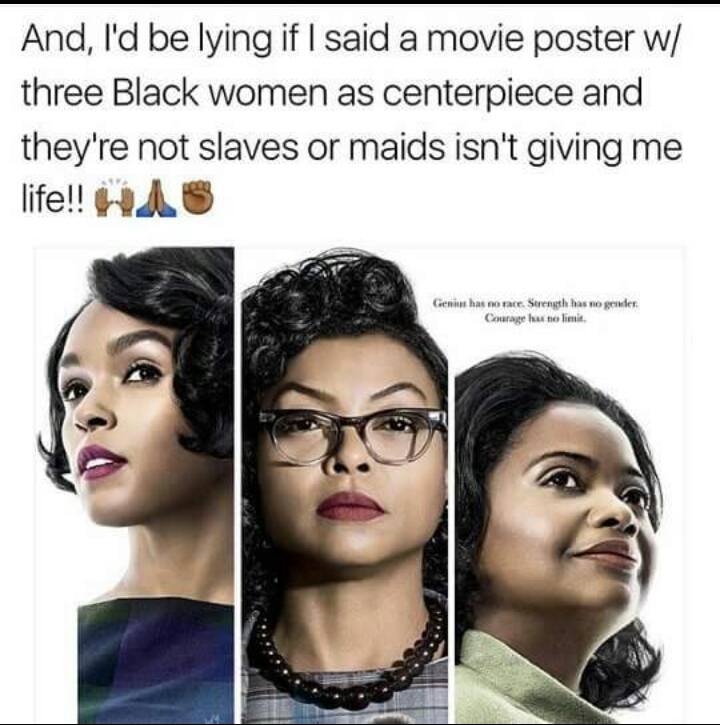 And, I'd be lying if I said a movie poster w/
three Black women as centerpiece and
they're not slaves or maids isn't giving me
life!! 🙌🏾🙏🏾✊🏾
Genius has no race. Strength has no gender.
Courage has no limit.